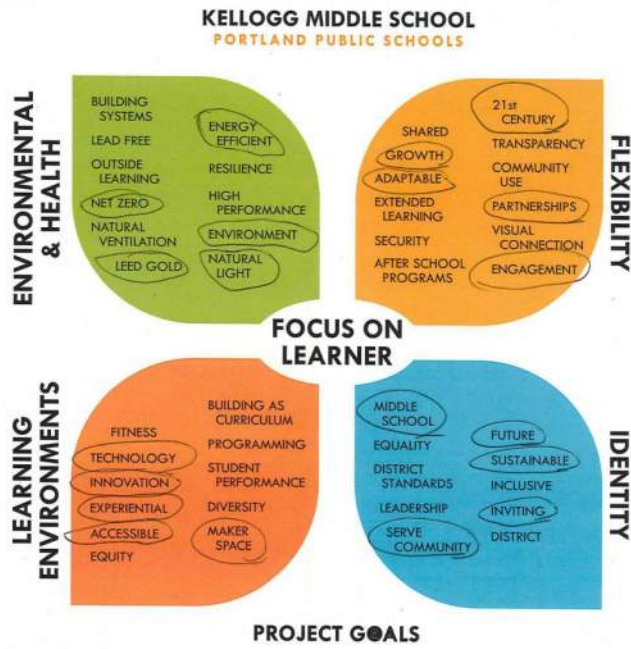 KELLOGG MIDDLE SCHOOL
PORTLAND PUBLIC SCHOOLS
ENVIRONMENTAL
& HEALTH
BUILDING
SYSTEMS
LEAD FREE
OUTSIDE
LEARNING
NET ZERO
NATURAL
VENTILATION
LEED GOLD
ENERGY
EFFICIENT
RESILIENCE
HIGH
PERFORMANCE
ENVIRONMENT
NATURAL
LIGHT
SHARED
GROWTH
ADAPTABLE
EXTENDED
LEARNING
SECURITY
AFTER SCHOOL
PROGRAMS
21st
CENTURY
TRANSPARENCY
COMMUNITY
USE
PARTNERSHIPS
VISUAL
CONNECTION
ENGAGEMENT
FLEXIBILITY
FOCUS ON
LEARNER
LEARNING
ENVIRONMENTS
FITNESS
TECHNOLOGY
INNOVATION
EXPERIENTIAL
ACCESSIBLE
EQUITY
BUILDING AS
CURRICULUM
PROGRAMMING
STUDENT
PERFORMANCE
DIVERSITY
MAKER
SPACE
MIDDLE
SCHOOL
EQUALITY
DISTRICT
STANDARDS
LEADERSHIP
SERVE
COMMUNITY
FUTURE
SUSTAINABLE
INCLUSIVE
INVITING
DISTRICT
IDENTITY
PROJECT GOALS